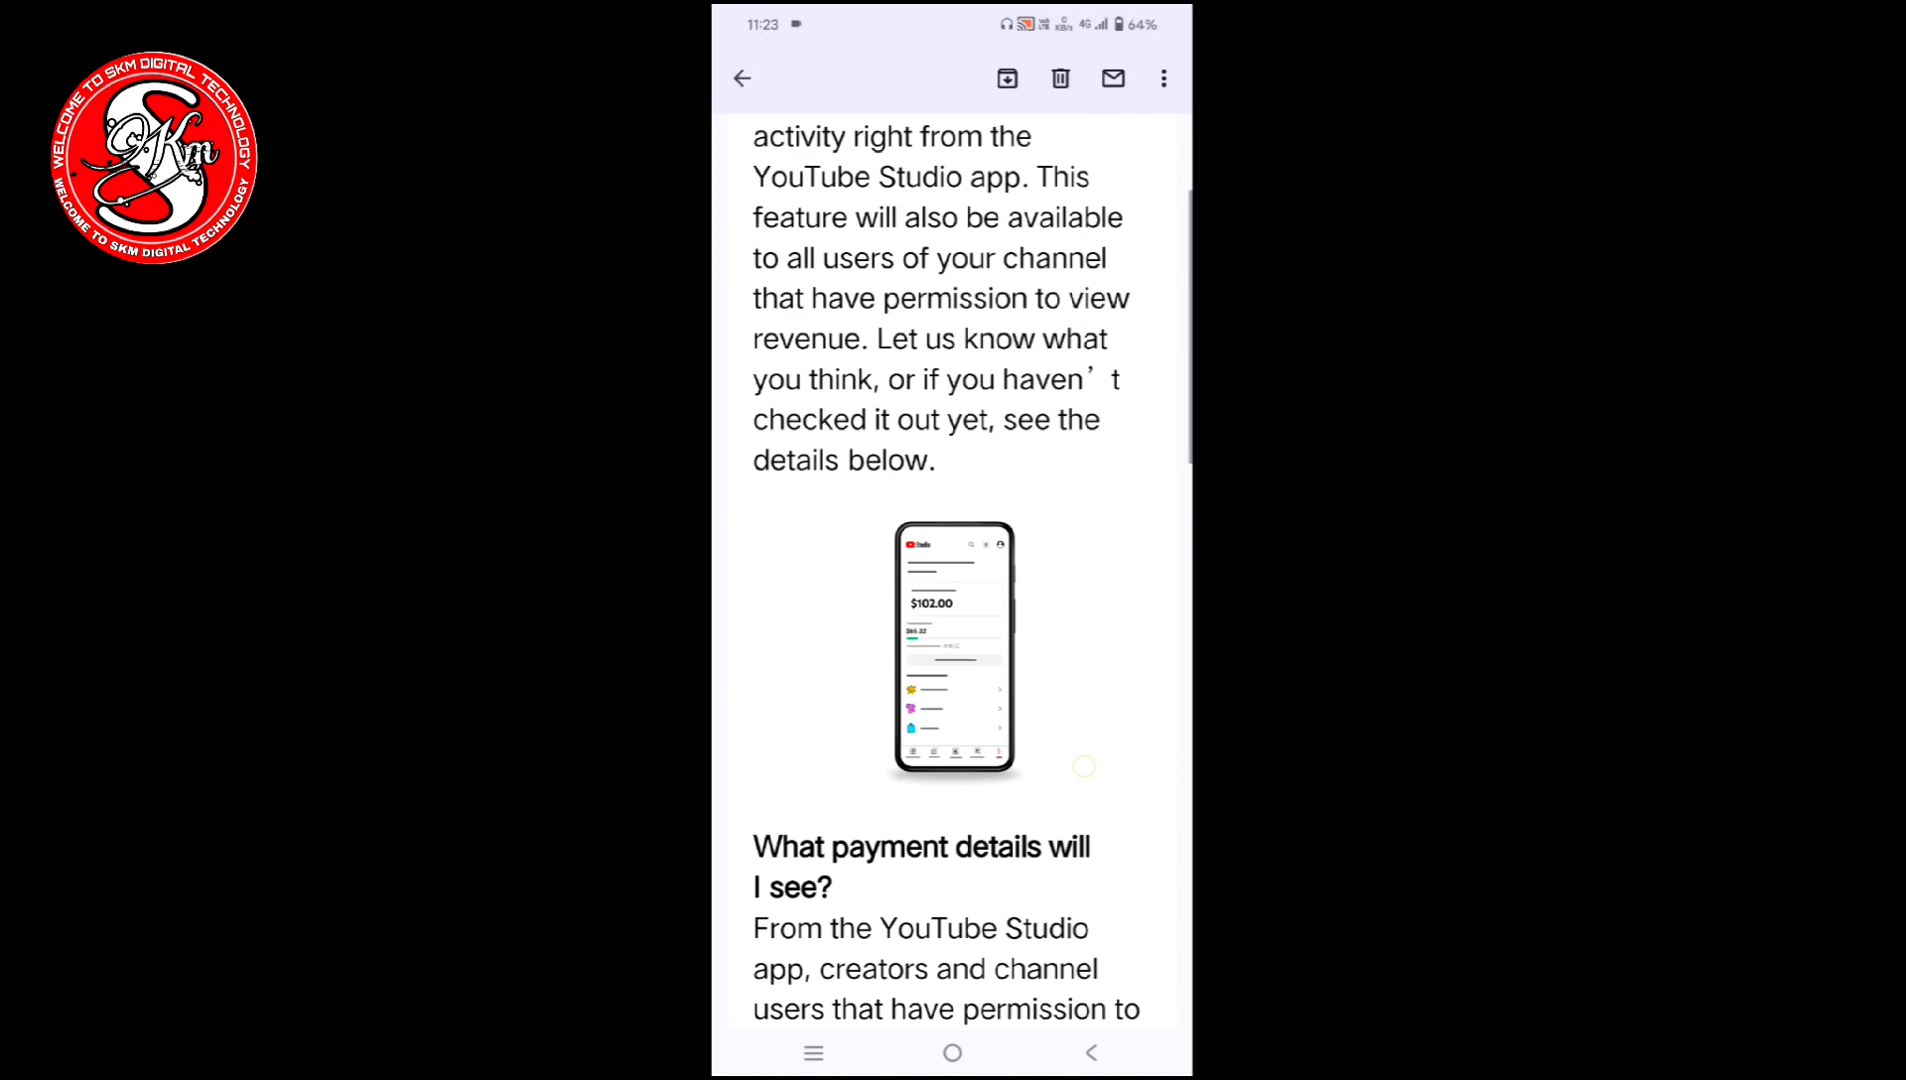 WELCOME TO SKM DIGITAL TECHNOLOGY
WELCOME TO SKM DIGITAL TECHNOLOGY
SKm
11:23
4G
64%
activity right from the
YouTube Studio app. This
feature will also be available
to all users of your channel
that have permission to view
revenue. Let us know what
you think, or if you haven’t
checked it out yet, see the
details below.
Studio
$102.00
What payment details will
I see?
From the YouTube Studio
app, creators and channel
users that have permission to